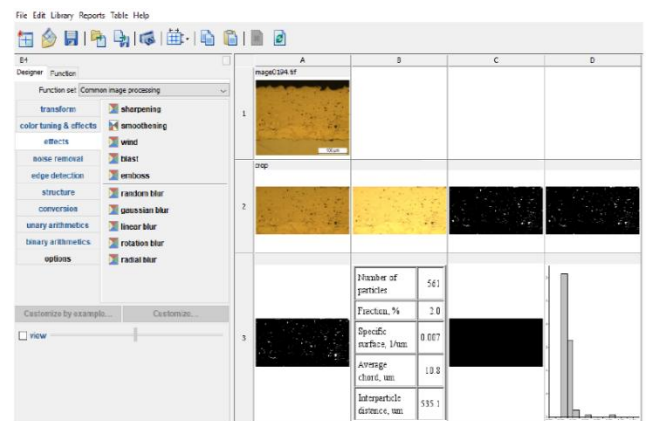 File Edit Library Reports Table Help
B4
Designer Function
Function set Common image processing
transform
color tuning & effects
effects
noise removal
edge detection
structure
conversion
unary arithmetics
binary arithmetics
options
sharpening
smoothening
wind
blast
emboss
random blur
gaussian blur
linear blur
rotation blur
radial blur
Customize by example...
Customize...
view
A B C D
1
mage0194.tif
100µm
2
crop
3
Number of particles 561
Fraction, % 2.0
Specific surface, 1/um 0.007
Average chord, um 10.8
Interparticle distance, um 535.1